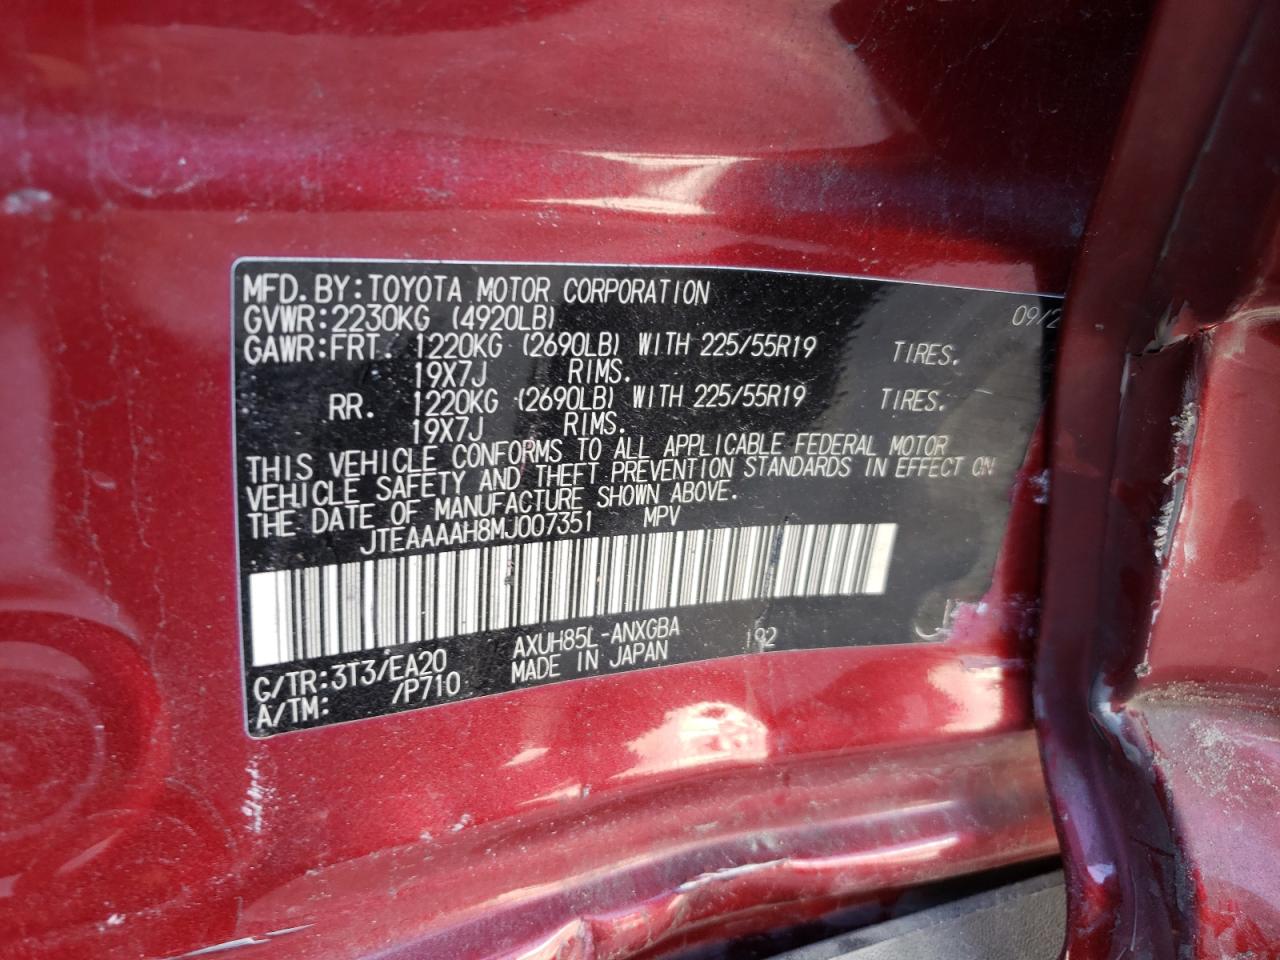 MFD. BY: TOYOTA MOTOR CORPORATION 09/2
GVWR: 2230KG (4920LB)
GAWR: FRT. 1220KG (2690LB) WITH 225/55R19 TIRES.
19X7J RIMS.
RR. 1220KG (2690LB) WITH 225/55R19 TIRES.
19X7J RIMS.
THIS VEHICLE CONFORMS TO ALL APPLICABLE FEDERAL MOTOR
VEHICLE SAFETY AND THEFT PREVENTION STANDARDS IN EFFECT ON
THE DATE OF MANUFACTURE SHOWN ABOVE.
JTEAAAAH8MJ007351 MPV
G/TR: 3T3/EA20 AXUH85L-ANXGBA 192
A/TM: /P710 MADE IN JAPAN